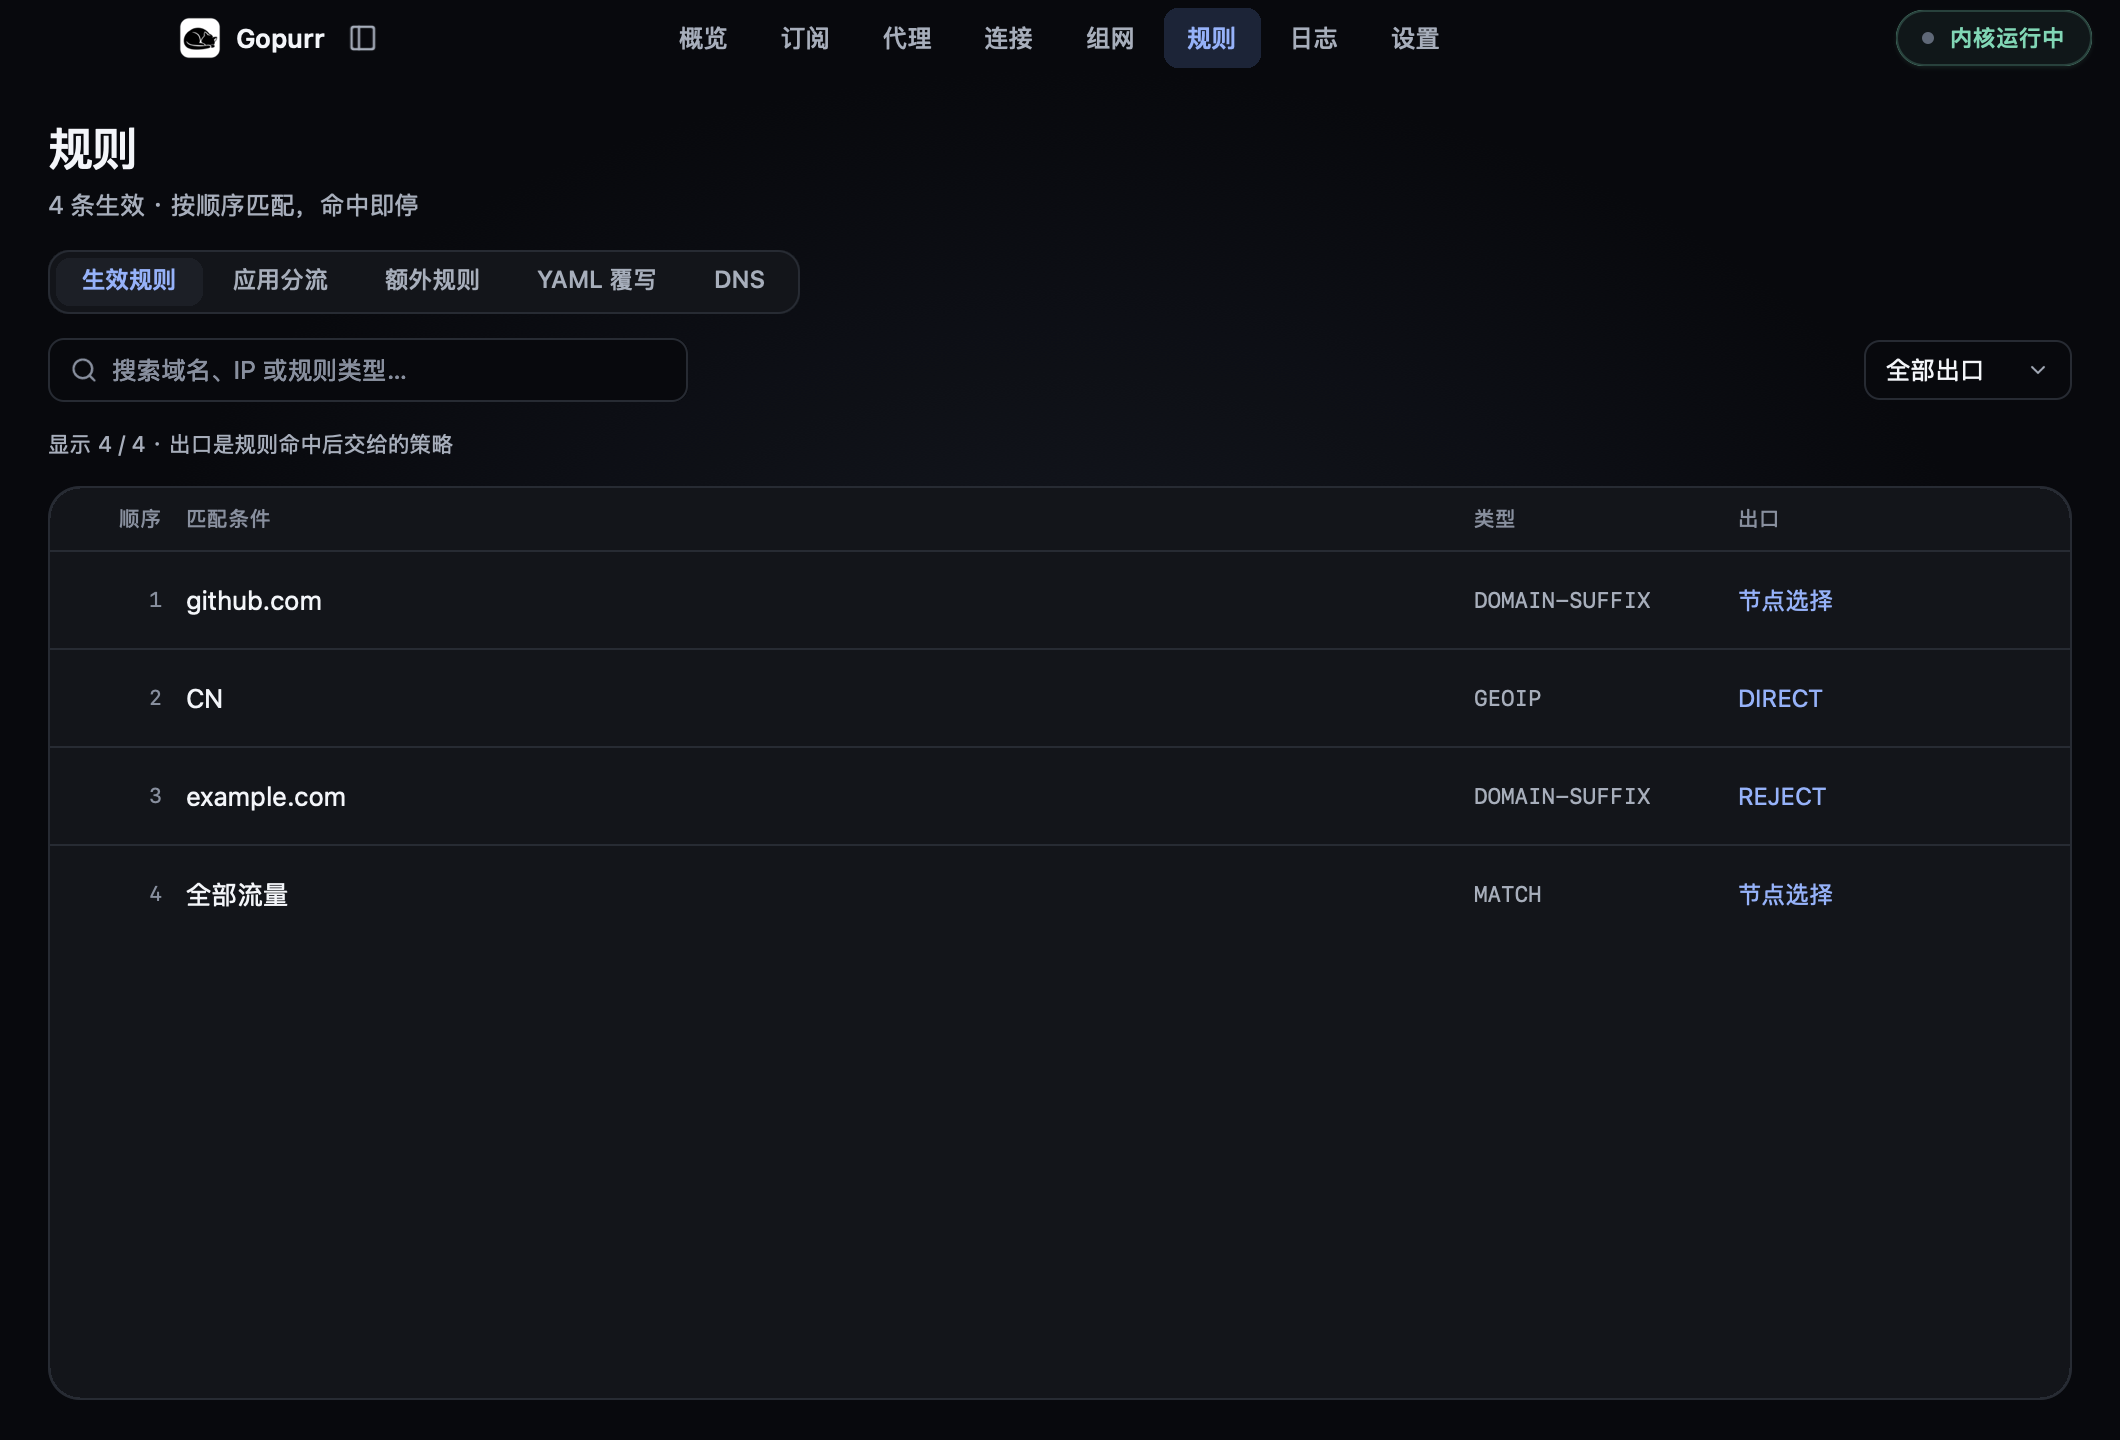 Gopurr 概览 订阅 代理 连接 组网 规则 日志 设置 内核运行中
规则
4 条生效 · 按顺序匹配，命中即停
生效规则 应用分流 额外规则 YAML 覆写 DNS
搜索域名、IP 或规则类型... 全部出口
显示 4 / 4 · 出口是规则命中后交给的策略
顺序 匹配条件 类型 出口
1 github.com DOMAIN-SUFFIX 节点选择
2 CN GEOIP DIRECT
3 example.com DOMAIN-SUFFIX REJECT
4 全部流量 MATCH 节点选择